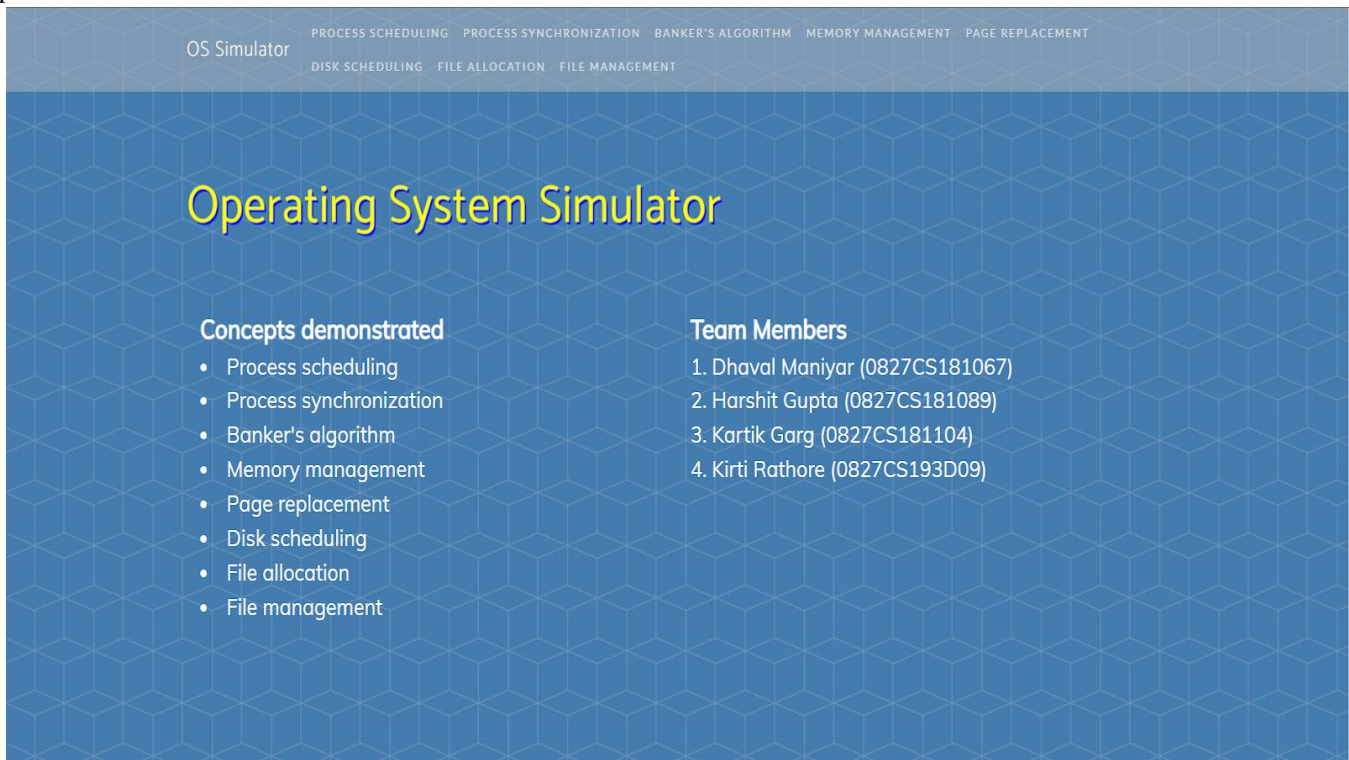 OS Simulator
PROCESS SCHEDULING PROCESS SYNCHRONIZATION BANKER'S ALGORITHM MEMORY MANAGEMENT PAGE REPLACEMENT
DISK SCHEDULING FILE ALLOCATION FILE MANAGEMENT
Operating System Simulator
Concepts demonstrated
• Process scheduling
• Process synchronization
• Banker's algorithm
• Memory management
• Page replacement
• Disk scheduling
• File allocation
• File management
Team Members
1. Dhaval Maniyar (0827CS181067)
2. Harshit Gupta (0827CS181089)
3. Kartik Garg (0827CS181104)
4. Kirti Rathore (0827CS193D09)